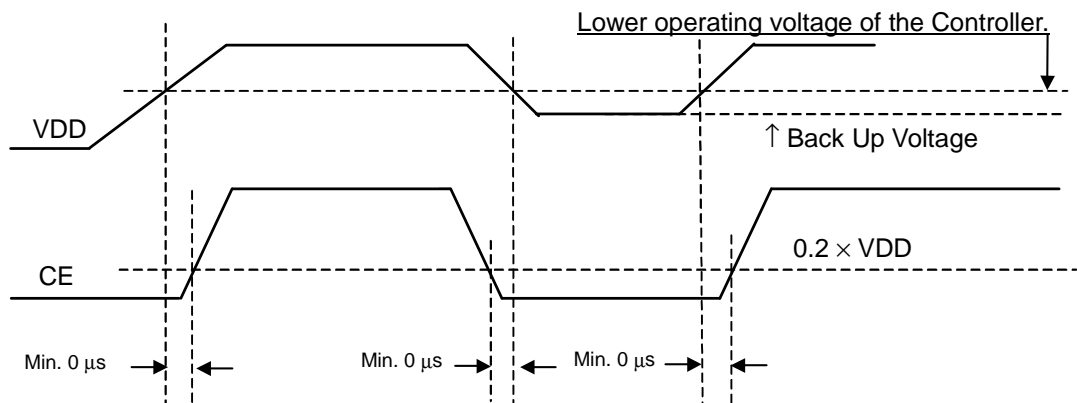 Lower operating voltage of the Controller.
VDD
↑ Back Up Voltage
0.2 × VDD
CE
Min. 0 μs
Min. 0 μs
Min. 0 μs